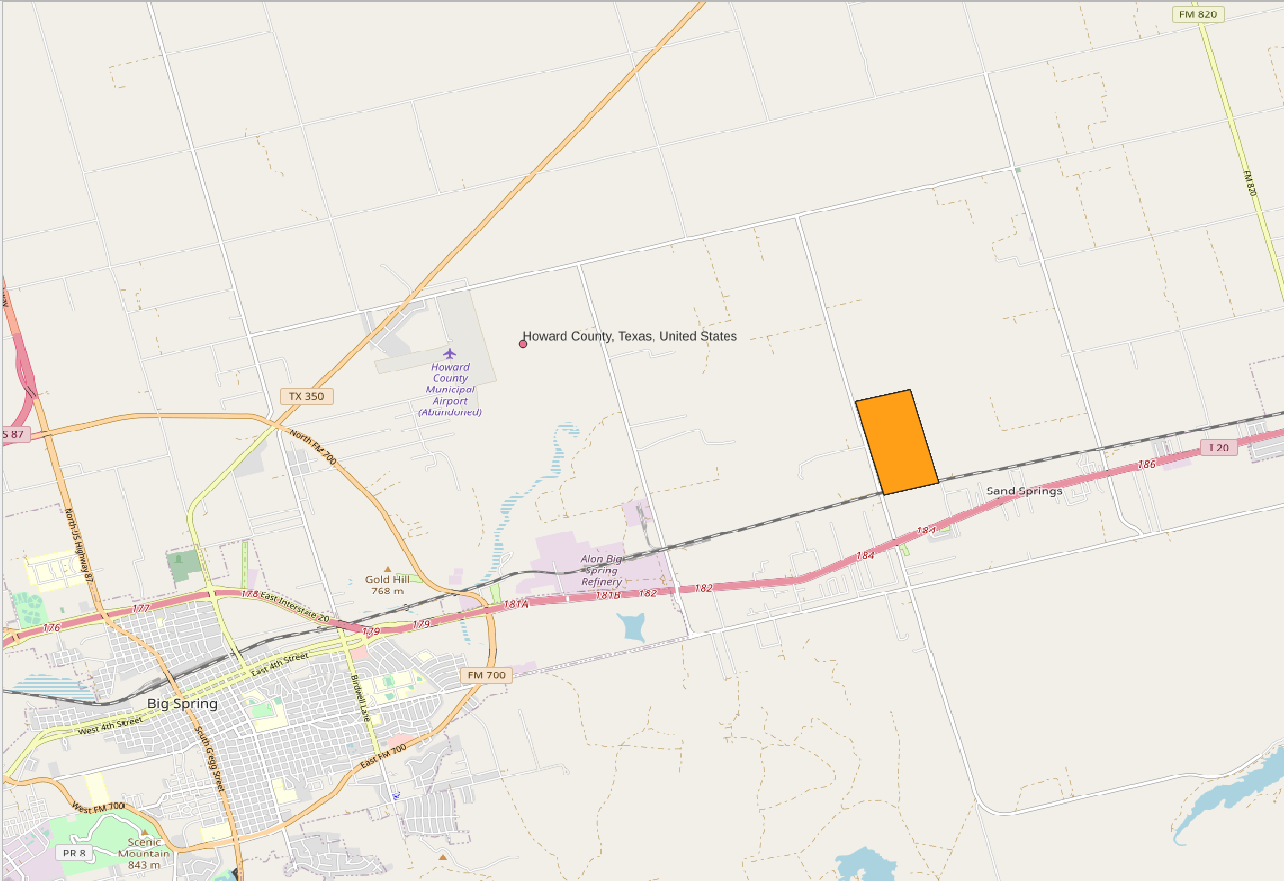 FM 820
FM 820
Howard County, Texas, United States
Howard
County
Municipal
Airport
(Abandoned)
TX 350
S 87
North FM 700
I 20
186
Sand Springs
184
184
North US Highway 87
Alon Big
Spring
Refinery
Gold Hill
768 m
182
182
181B
181A
178
East Interstate 20
177
176
179
179
East 4th Street
FM 700
Birdwell Lane
Big Spring
West 4th Street
South Gregg Street
East FM 700
West FM 700
Scenic
Mountain
843 m
PR 8